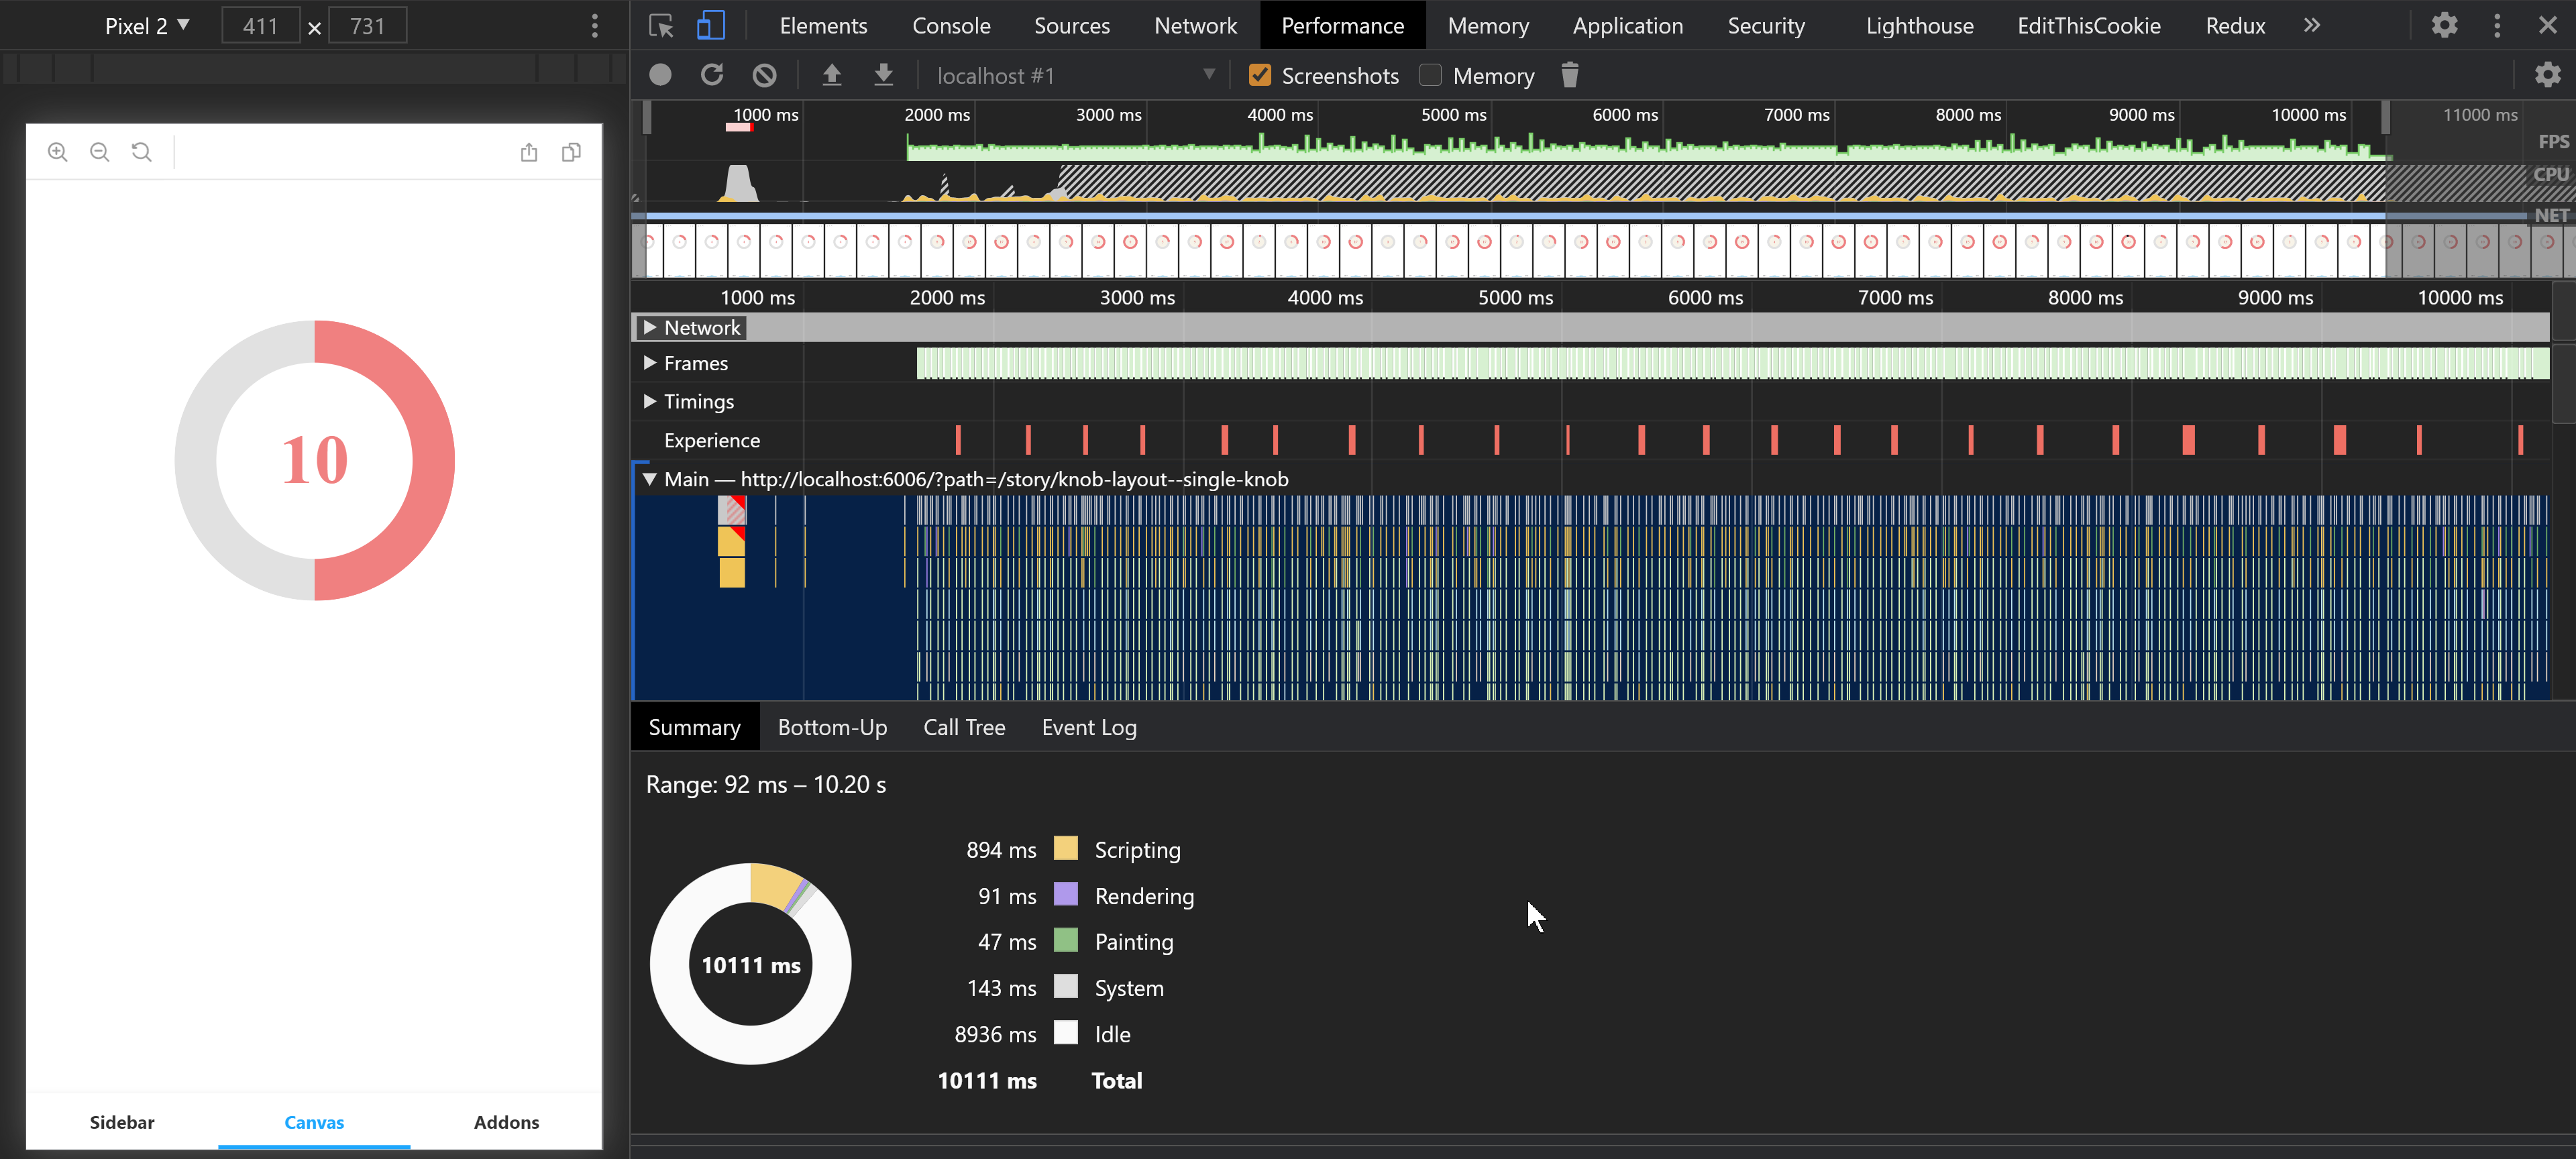 Pixel 2 ▼ 411 × 731
10
Sidebar Canvas Addons
Elements Console Sources Network Performance Memory Application Security Lighthouse EditThisCookie Redux »
localhost #1 Screenshots Memory
1000 ms 2000 ms 3000 ms 4000 ms 5000 ms 6000 ms 7000 ms 8000 ms 9000 ms 10000 ms 11000 ms
FPS
CPU
NET
1000 ms 2000 ms 3000 ms 4000 ms 5000 ms 6000 ms 7000 ms 8000 ms 9000 ms 10000 ms
Network
Frames
Timings
Experience
Main — http://localhost:6006/?path=/story/knob-layout--single-knob
Summary Bottom-Up Call Tree Event Log
Range: 92 ms – 10.20 s
10111 ms
894 ms Scripting
91 ms Rendering
47 ms Painting
143 ms System
8936 ms Idle
10111 ms Total